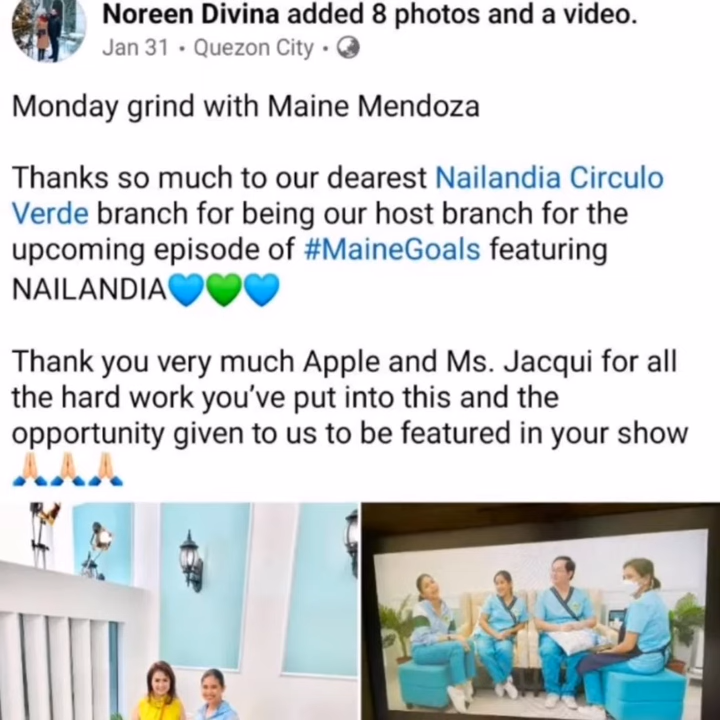 Noreen Divina added 8 photos and a video.
Jan 31 • Quezon City •
Monday grind with Maine Mendoza
Thanks so much to our dearest Nailandia Circulo
Verde branch for being our host branch for the
upcoming episode of #MaineGoals featuring
NAILANDIA💙💚💙
Thank you very much Apple and Ms. Jacqui for all
the hard work you've put into this and the
opportunity given to us to be featured in your show
🙏🏻🙏🏻🙏🏻